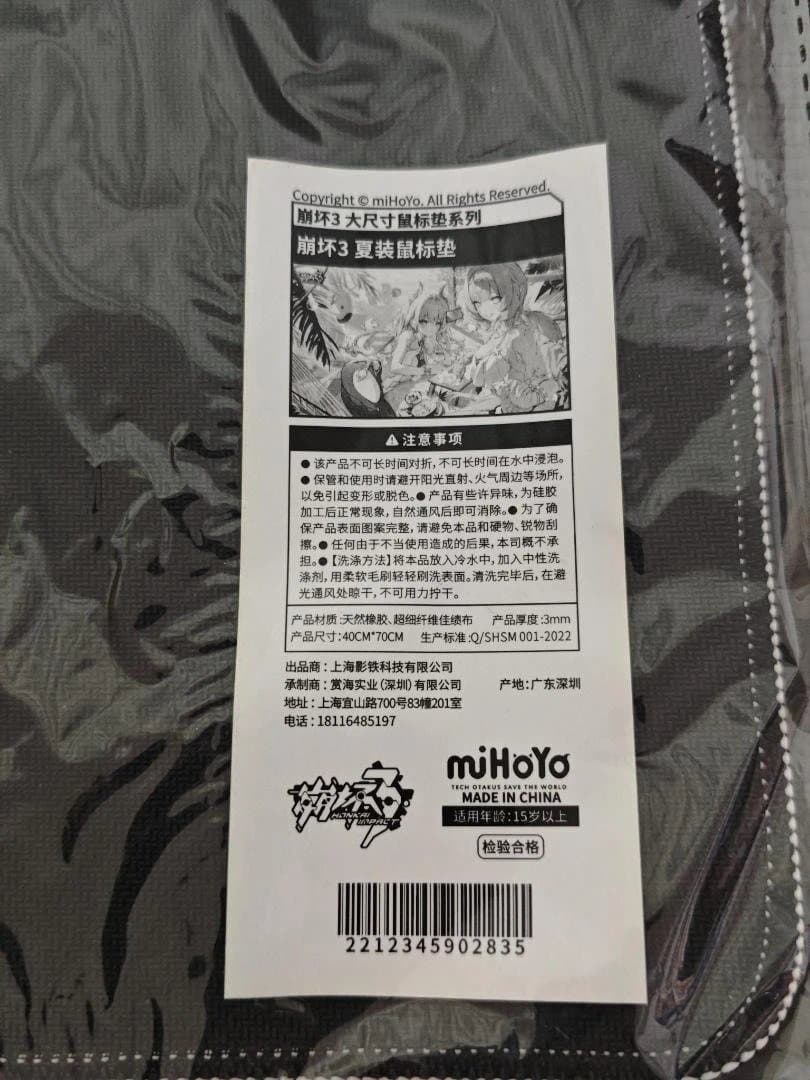 Copyright © miHoYo. All Rights Reserved.
崩坏3 大尺寸鼠标垫系列
崩坏3 夏装鼠标垫
注意事项
● 该产品不可长时间对折，不可长时间在水中浸泡。
● 保管和使用时请避开阳光直射、火气周边等场所，
以免引起变形或脱色。● 产品有些许异味，为硅胶
加工后正常现象，自然通风后即可消除。● 为了确
保产品表面图案完整，请避免本品和硬物、锐物刮
擦。● 任何由于不当使用造成的后果，本司概不承
担。● 【洗涤方法】将本品放入冷水中，加入中性洗
涤剂，用柔软毛刷轻轻刷洗表面。清洗完毕后，在避
光通风处晾干，不可用力拧干。
产品材质：天然橡胶、超细纤维佳绩布 产品厚度：3mm
产品尺寸：40CM*70CM 生产标准：Q/SHSM 001-2022
出品商：上海影铁科技有限公司
承制商：赏海实业（深圳）有限公司 产地：广东深圳
地址：上海宜山路700号83幢201室
电话：18116485197
崩坏3
HONKAI IMPACT
miHoYo
TECH OTAKUS SAVE THE WORLD
MADE IN CHINA
适用年龄：15岁以上
检验合格
2212345902835